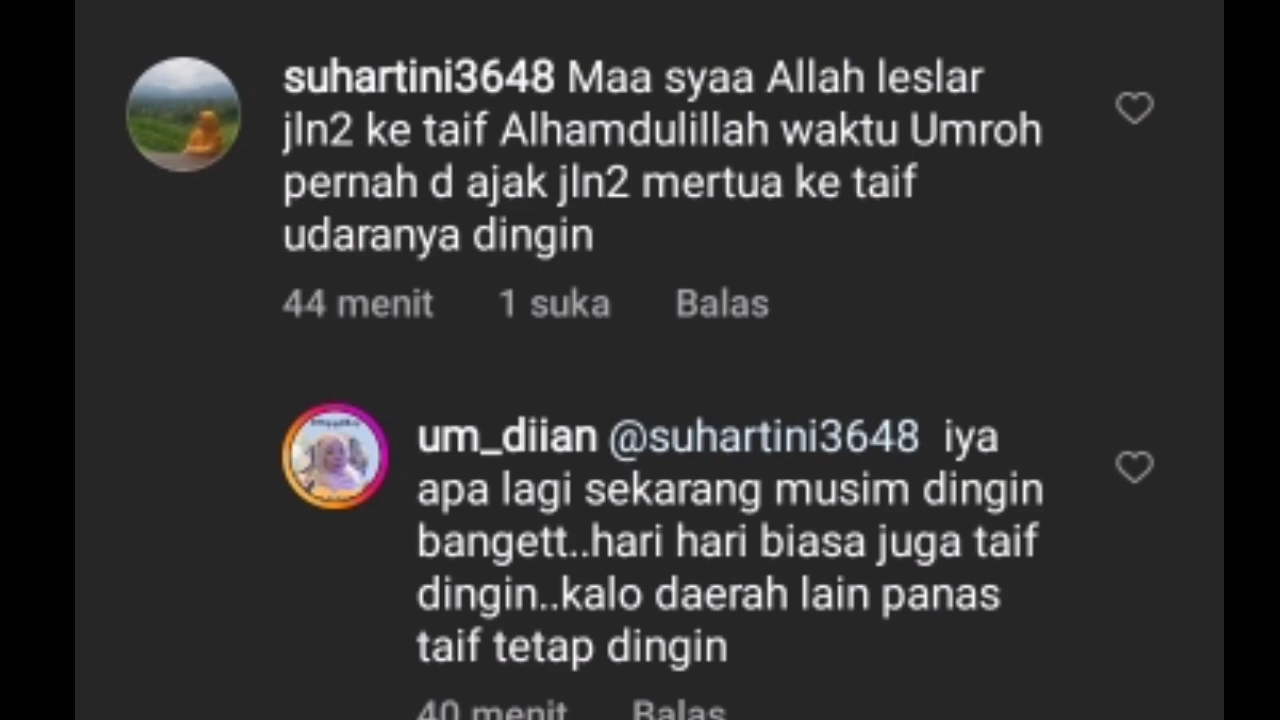 suhartini3648 Maa syaa Allah leslar
jln2 ke taif Alhamdulillah waktu Umroh
pernah d ajak jln2 mertua ke taif
udaranya dingin
44 menit 1 suka Balas
um_diian @suhartini3648 iya
apa lagi sekarang musim dingin
bangett..hari hari biasa juga taif
dingin..kalo daerah lain panas
taif tetap dingin
40 menit Balas